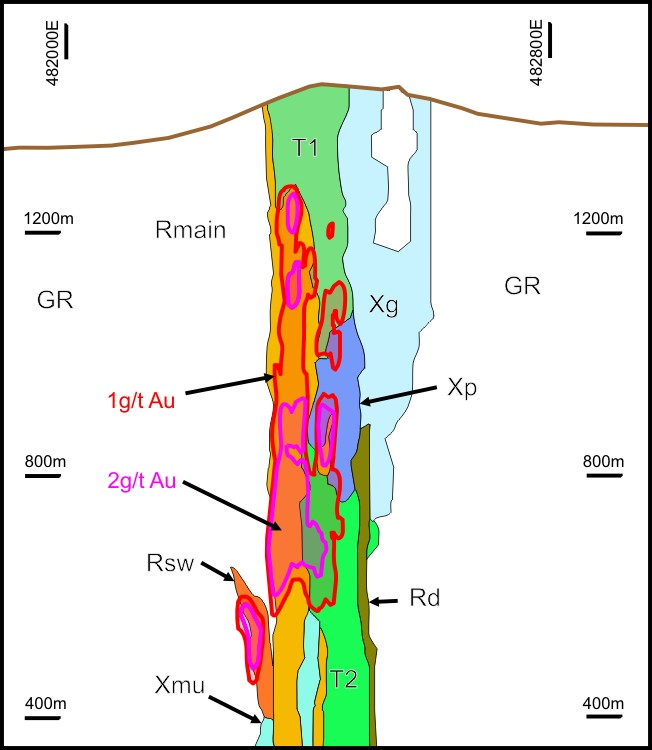 482000E
482800E
T1
1200m
1200m
Rmain
GR
GR
Xg
Xp
1g/t Au
800m
800m
2g/t Au
Rsw
Rd
T2
Xmu
400m
400m